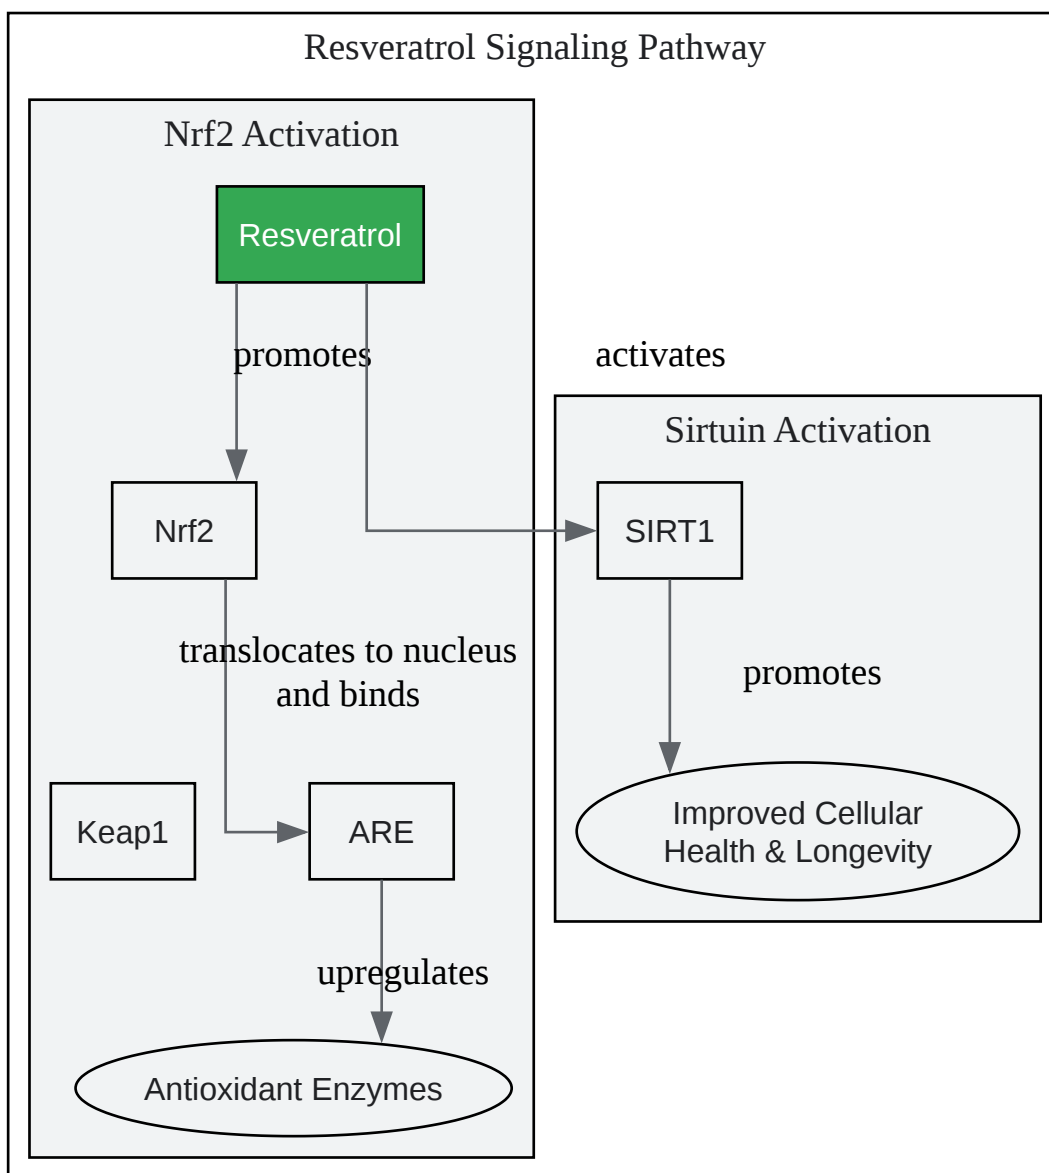 Resveratrol Signaling Pathway
Nrf2 Activation
Resveratrol
promotes
activates
Sirtuin Activation
Nrf2
SIRT1
translocates to nucleus
and binds
promotes
Keap1
ARE
Improved Cellular
Health & Longevity
upregulates
Antioxidant Enzymes